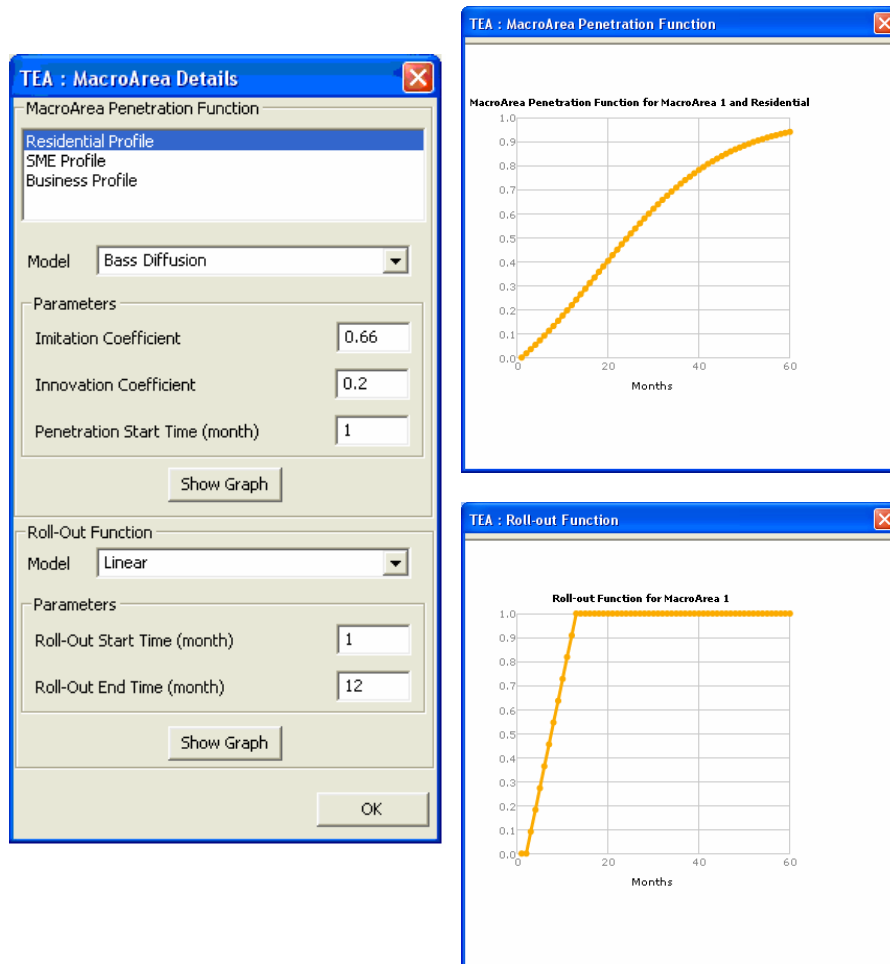 TEA : MacroArea Details
MacroArea Penetration Function
Residential Profile
SME Profile
Business Profile
Model Bass Diffusion
Parameters
Imitation Coefficient 0.66
Innovation Coefficient 0.2
Penetration Start Time (month) 1
Show Graph
Roll-Out Function
Model Linear
Parameters
Roll-Out Start Time (month) 1
Roll-Out End Time (month) 12
Show Graph
OK
TEA : MacroArea Penetration Function
MacroArea Penetration Function for MacroArea 1 and Residential
1.0
0.9
0.8
0.7
0.6
0.5
0.4
0.3
0.2
0.1
0.0
0 20 40 60
Months
TEA : Roll-out Function
Roll-out Function for MacroArea 1
1.0
0.9
0.8
0.7
0.6
0.5
0.4
0.3
0.2
0.1
0.0
0 20 40 60
Months